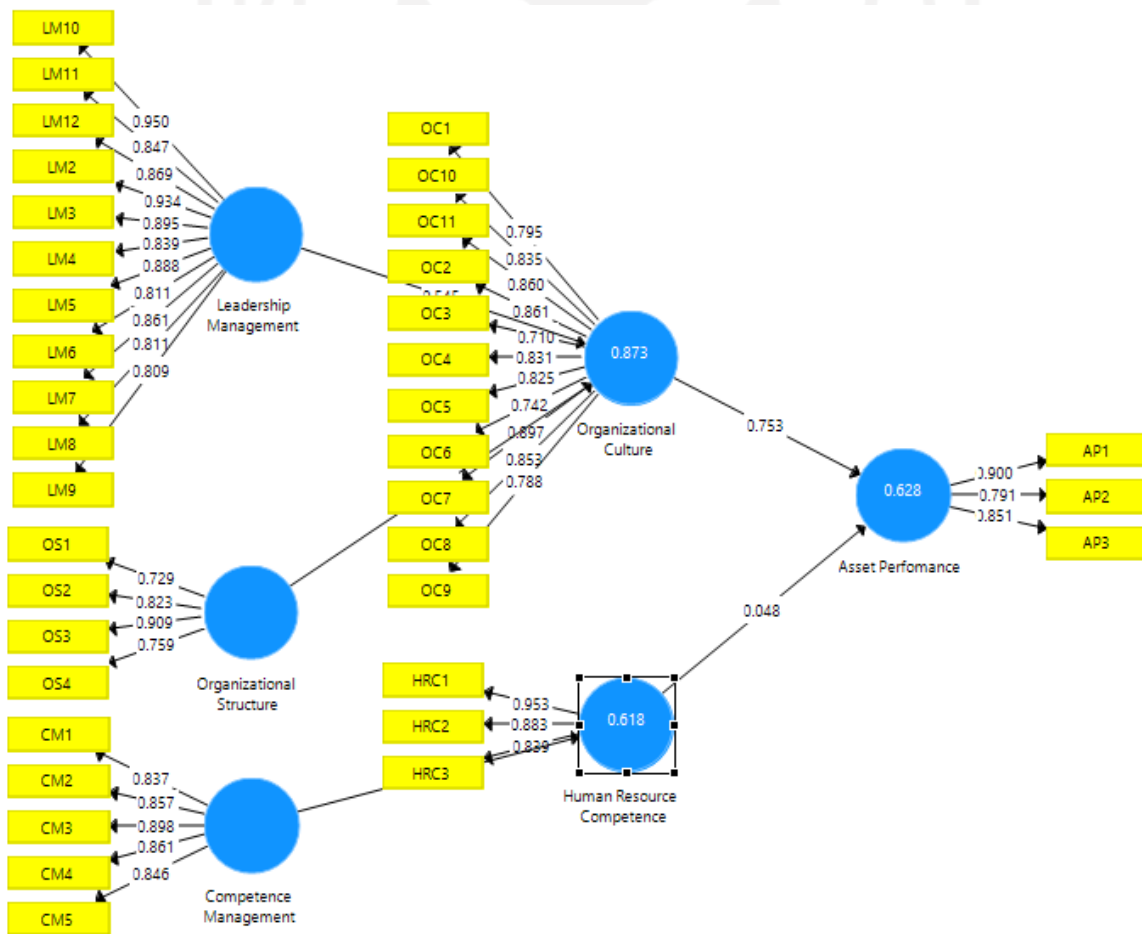 LM10
LM11
LM12
LM2
LM3
LM4
LM5
LM6
LM7
LM8
LM9
0.950
0.847
0.869
0.934
0.895
0.839
0.888
0.811
0.861
0.811
0.809
Leadership
Management
OS1
OS2
OS3
OS4
0.729
0.823
0.909
0.759
Organizational
Structure
CM1
CM2
CM3
CM4
CM5
0.837
0.857
0.898
0.861
0.846
Competence
Management
OC1
OC10
OC11
OC2
OC3
OC4
OC5
OC6
OC7
OC8
OC9
0.795
0.835
0.860
0.861
0.710
0.831
0.825
0.742
0.897
0.853
0.788
0.873
Organizational
Culture
HRC1
HRC2
HRC3
0.953
0.883
0.839
0.618
Human Resource
Competence
0.753
0.048
0.628
Asset Perfomance
0.900
0.791
0.851
AP1
AP2
AP3